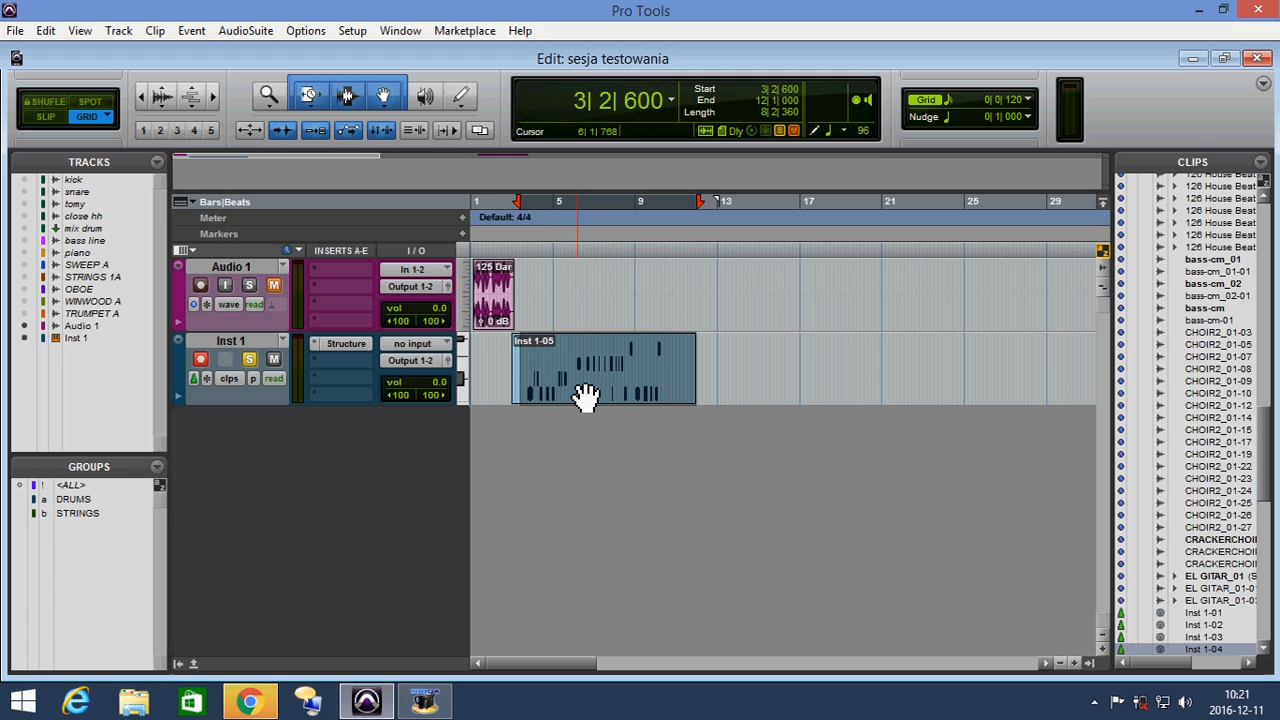 Pro Tools
File Edit View Track Clip Event AudioSuite Options Setup Window Marketplace Help
Edit: sesja testowania
SHUFFLE SPOT
SLIP GRID
1 2 3 4 5
3| 2| 600
Start 3| 2| 600
End 12| 1| 000
Length 8| 2| 360
Cursor 6| 1| 768
Dly S M 96
Grid 0| 0| 120
Nudge 0| 1| 000
TRACKS
kick
snare
tomy
close hh
mix drum
bass line
piano
SWEEP A
STRINGS 1A
OBOE
WINWOOD A
TRUMPET A
Audio 1
Inst 1
GROUPS
! <ALL>
a DRUMS
b STRINGS
Bars|Beats
1 5 9 13 17 21 25 29
Meter
Default: 4/4
Markers
INSERTS A-E I / O
Audio 1
I S M
wave read
In 1-2
Output 1-2
vol 0.0
100 100
125 Dar
0 dB
Inst 1
S M
clps p read
Structure
no input
Output 1-2
vol 0.0
100 100
Inst 1-05
CLIPS
126 House Beat
126 House Beat
126 House Beat
126 House Beat
126 House Beat
126 House Beat
126 House Beat
bass-cm_01
bass-cm_01-01
bass-cm_02
bass-cm_02-01
bass-cm
bass-cm-01
CHOIR2_01-03
CHOIR2_01-05
CHOIR2_01-07
CHOIR2_01-08
CHOIR2_01-09
CHOIR2_01-10
CHOIR2_01-12
CHOIR2_01-14
CHOIR2_01-15
CHOIR2_01-17
CHOIR2_01-19
CHOIR2_01-22
CHOIR2_01-23
CHOIR2_01-24
CHOIR2_01-25
CHOIR2_01-26
CHOIR2_01-27
CRACKERCHOI
CRACKERCHOI
CRACKERCHOI
EL GITAR_01 (S
EL GITAR_01-01
EL GITAR_01-02
Inst 1-01
Inst 1-02
Inst 1-03
Inst 1-04
10:21
2016-12-11